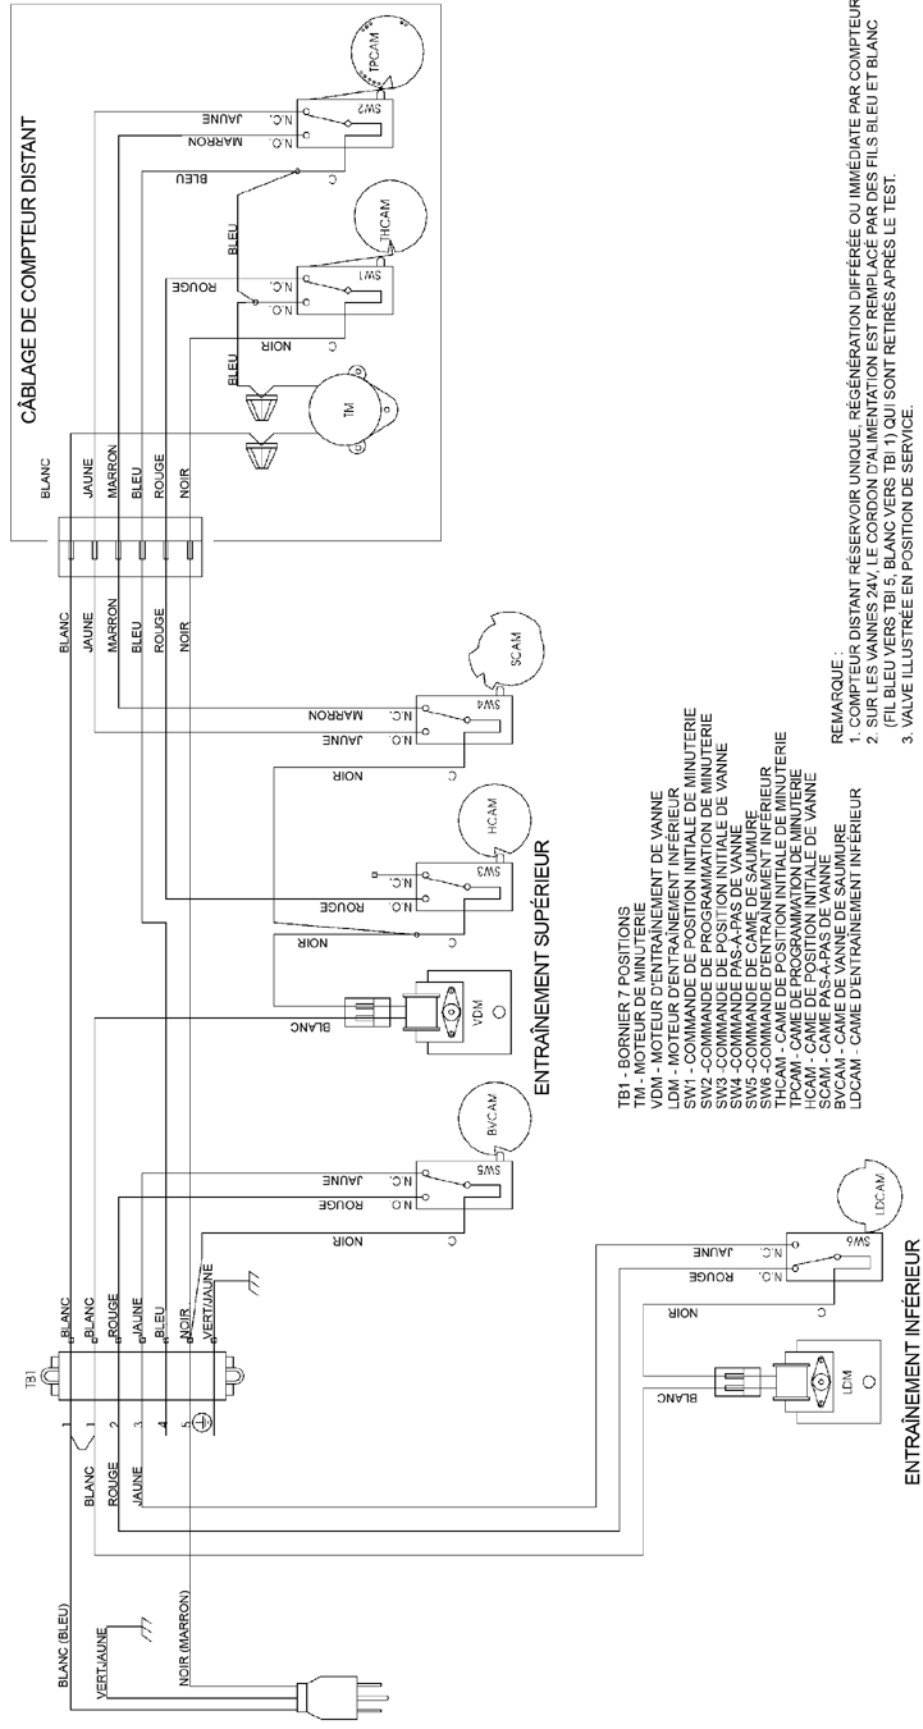 CÂBLAGE DE COMPTEUR DISTANT
TPCAM
SW2
N.C.
N.O.
C
JAUNE
MARRON
BLEU
BLEU
THCAM
SW1
N.C.
N.O.
C
ROUGE
NOIR
BLEU
TM
BLANC
JAUNE
MARRON
BLEU
ROUGE
NOIR
BLANC
JAUNE
MARRON
BLEU
ROUGE
NOIR
SCAM
SW4
N.C.
N.O.
C
MARRON
JAUNE
NOIR
HCAM
SW3
N.C.
N.O.
C
ROUGE
NOIR
VDM
BLANC
ENTRAÎNEMENT SUPÉRIEUR
BVCAM
SW5
N.C.
N.O
C
JAUNE
ROUGE
NOIR
TB1
BLANC
BLANC
ROUGE
JAUNE
BLEU
NOIR
VERT/JAUNE
1
1
2
3
4
5
BLANC
ROUGE
JAUNE
BLANC (BLEU)
VERTJAUNE
NOIR (MARRON)
LDCAM
SW6
N.C.
N.O.
C
JAUNE
ROUGE
NOIR
LDM
BLANC
ENTRAÎNEMENT INFÉRIEUR
TB1 - BORNIER 7 POSITIONS
TM - MOTEUR DE MINUTERIE
VDM - MOTEUR D'ENTRAÎNEMENT DE VANNE
LDM - MOTEUR D'ENTRAÎNEMENT INFÉRIEUR
SW1 - COMMANDE DE POSITION INITIALE DE MINUTERIE
SW2 -COMMANDE DE PROGRAMMATION DE MINUTERIE
SW3 -COMMANDE DE POSITION INITIALE DE VANNE
SW4 -COMMANDE PAS-À-PAS DE VANNE
SW5 -COMMANDE DE CAME DE SAUMURE
SW6 -COMMANDE D'ENTRAÎNEMENT INFÉRIEUR
THCAM - CAME DE POSITION INITIALE DE MINUTERIE
TPCAM - CAME DE PROGRAMMATION DE MINUTERIE
HCAM - CAME DE POSITION INITIALE DE VANNE
SCAM - CAME PAS-À-PAS DE VANNE
BVCAM - CAME DE VANNE DE SAUMURE
LDCAM - CAME D'ENTRAÎNEMENT INFÉRIEUR
REMARQUE :
1. COMPTEUR DISTANT RÉSERVOIR UNIQUE, RÉGÉNÉRATION DIFFÉRÉE OU IMMÉDIATE PAR COMPTEUR
2. SUR LES VANNES 24V, LE CORDON D'ALIMENTATION EST REMPLACÉ PAR DES FILS BLEU ET BLANC
(FIL BLEU VERS TBI 5, BLANC VERS TBI 1) QUI SONT RETIRÉS APRÈS LE TEST.
3. VALVE ILLUSTRÉE EN POSITION DE SERVICE.